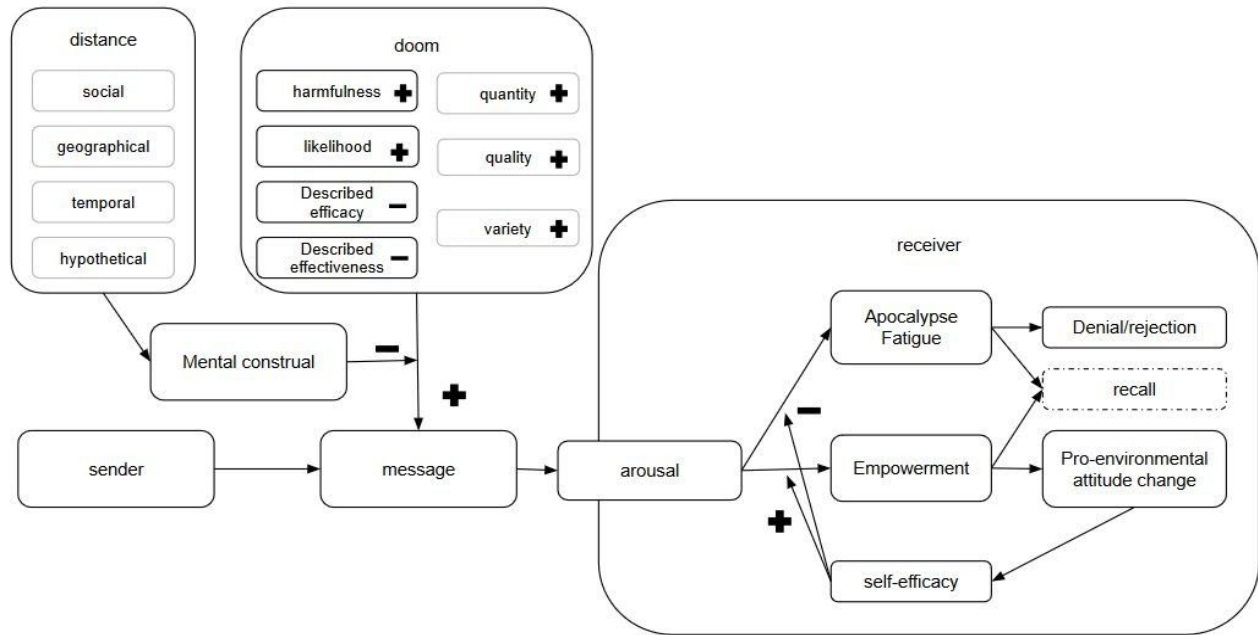 distance
social
geographical
temporal
hypothetical
doom
harmfulness +
likelihood +
Described
efficacy −
Described
effectiveness −
quantity +
quality +
variety +
Mental construal
−
+
sender
message
receiver
arousal
Apocalypse
Fatigue
Denial/rejection
recall
−
Empowerment
Pro-environmental
attitude change
+
self-efficacy